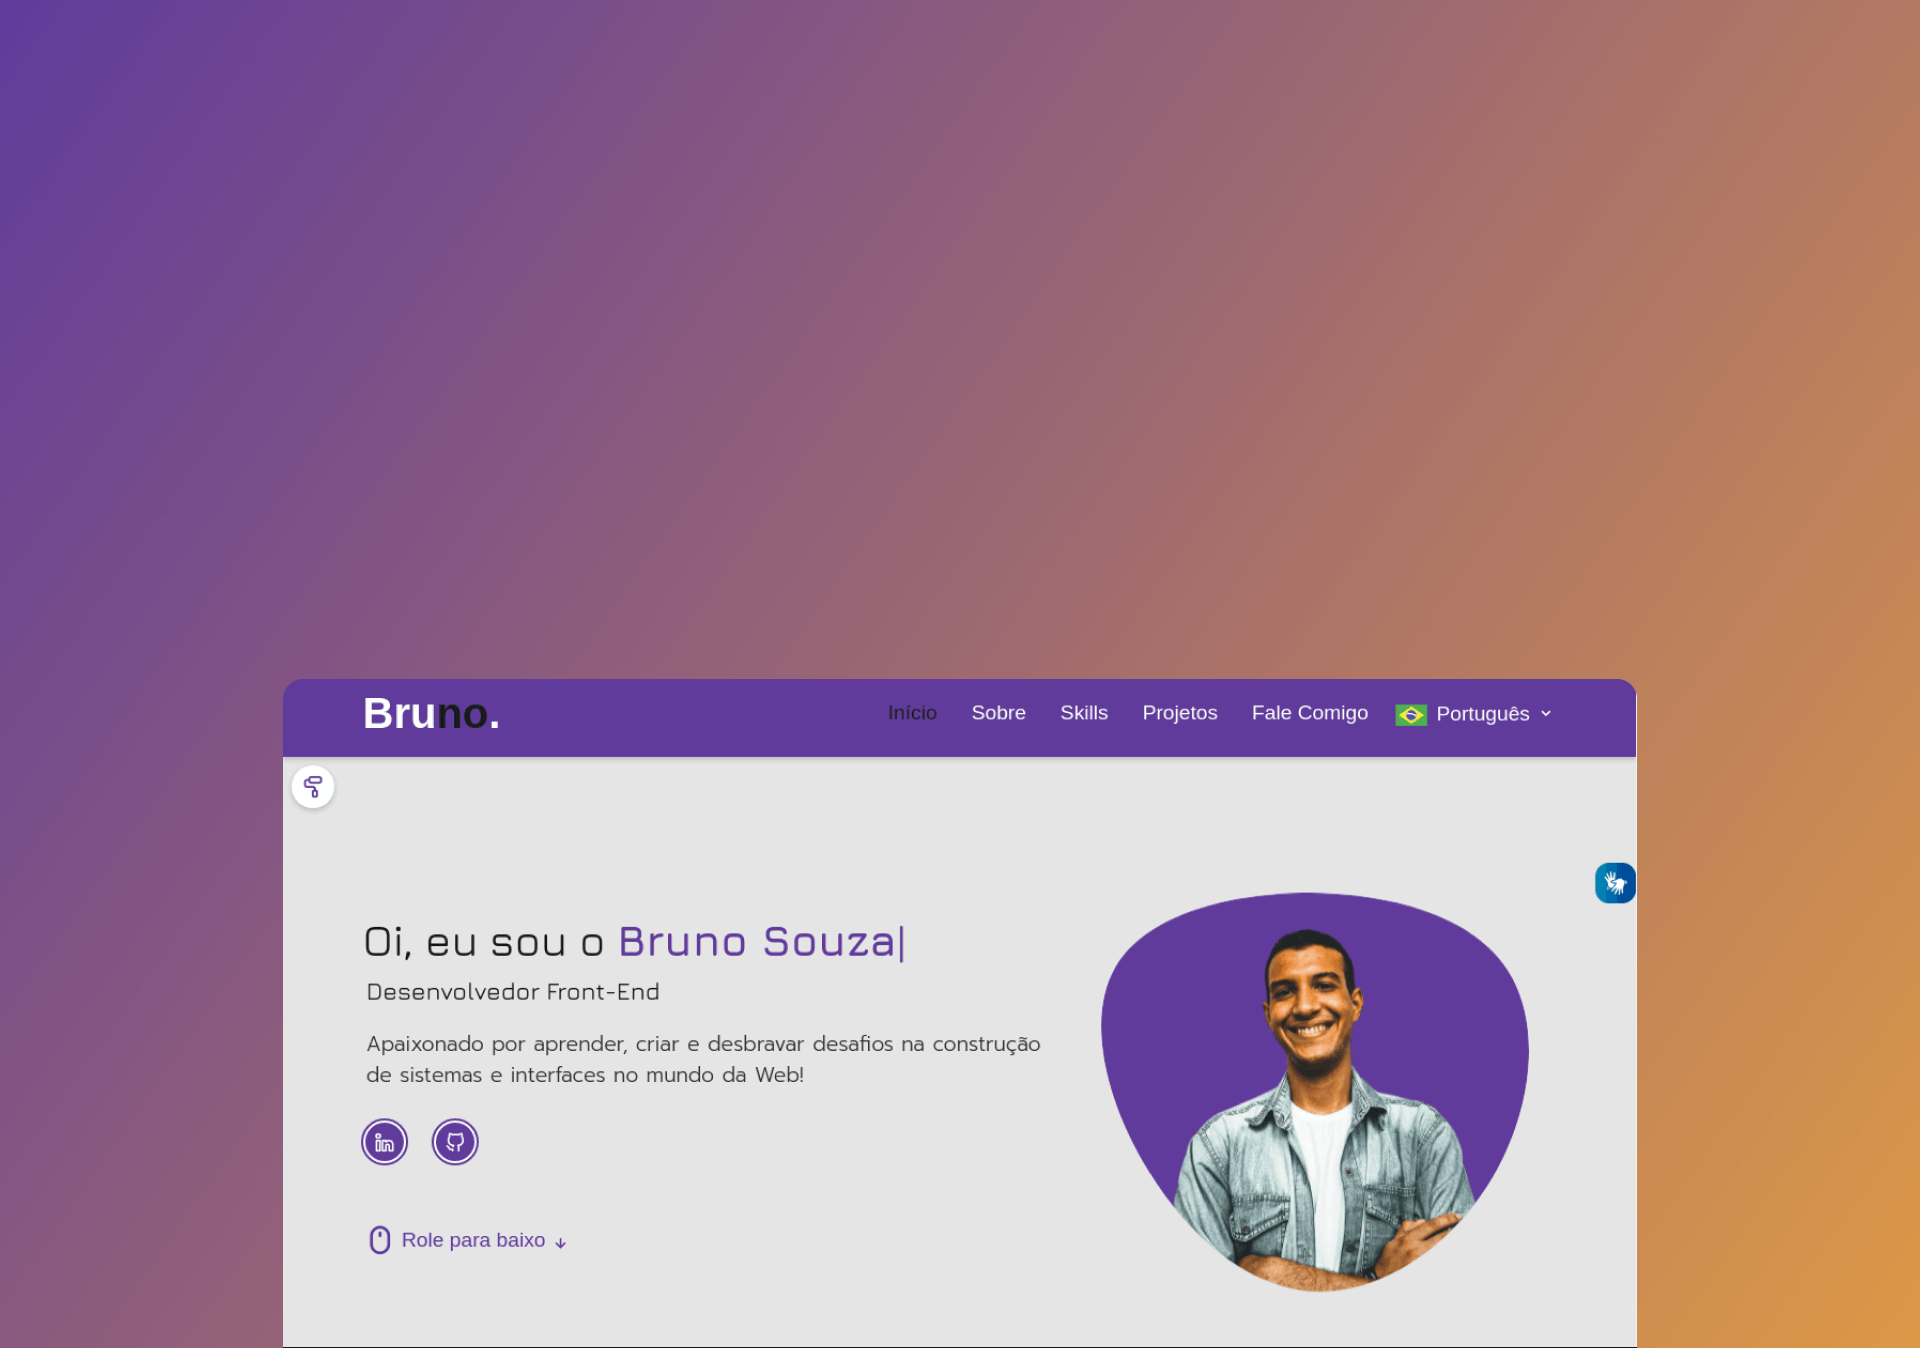 Bruno.
Início Sobre Skills Projetos Fale Comigo Português
Oi, eu sou o Bruno Souza|
Desenvolvedor Front-End
Apaixonado por aprender, criar e desbravar desafios na construção
de sistemas e interfaces no mundo da Web!
in
Role para baixo ↓